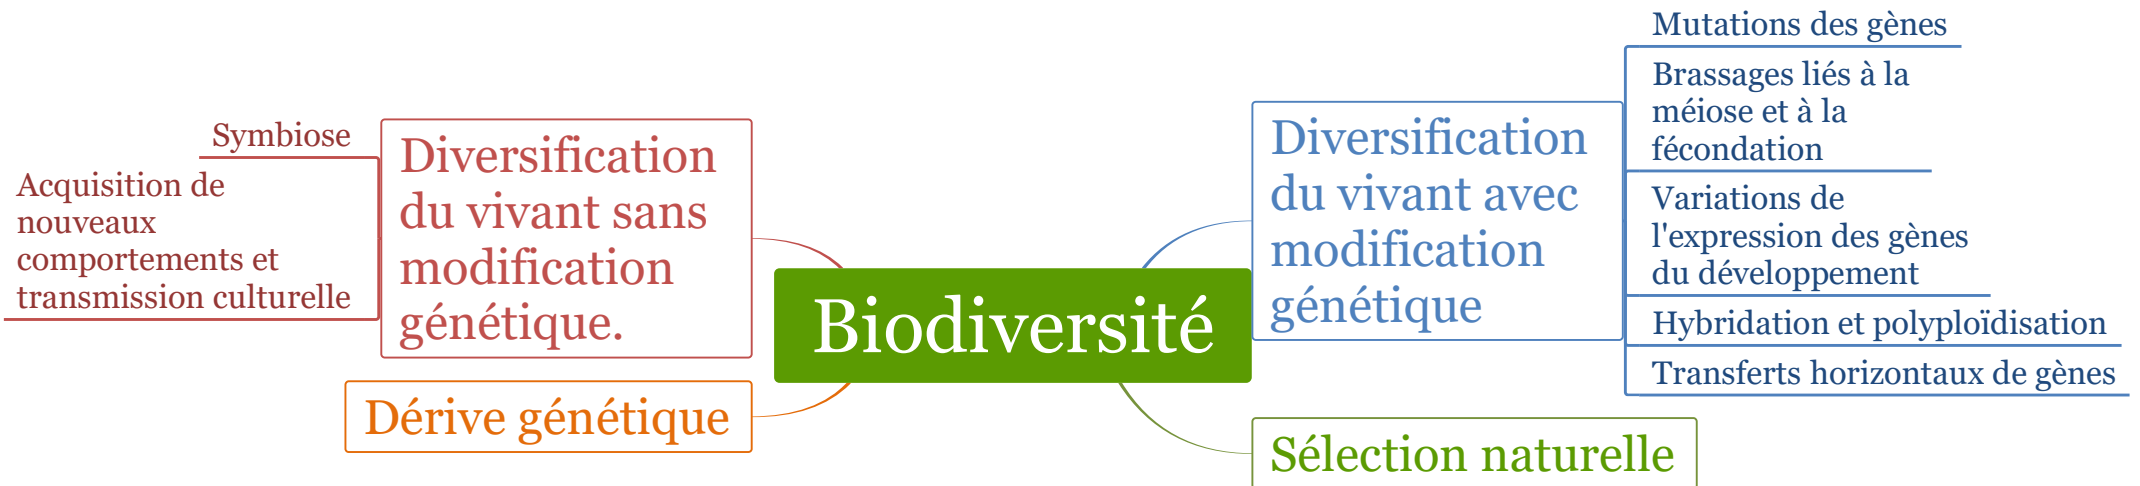 Symbiose
Acquisition de
nouveaux
comportements et
transmission culturelle
Diversification
du vivant sans
modification
génétique.
Dérive génétique
Biodiversité
Diversification
du vivant avec
modification
génétique
Mutations des gènes
Brassages liés à la
méiose et à la
fécondation
Variations de
l'expression des gènes
du développement
Hybridation et polyploïdisation
Transferts horizontaux de gènes
Sélection naturelle